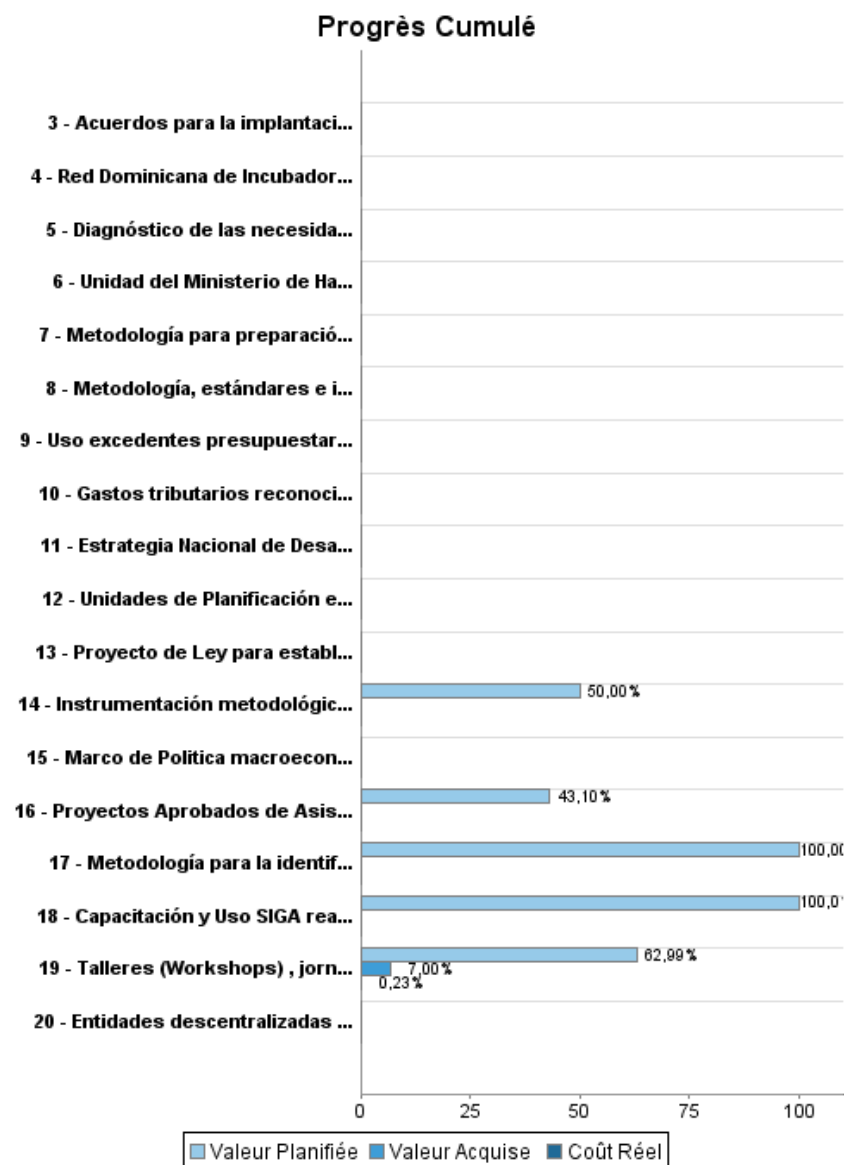 Progrès Cumulé
3 - Acuerdos para la implantaci...
4 - Red Dominicana de Incubador...
5 - Diagnóstico de las necesida...
6 - Unidad del Ministerio de Ha...
7 - Metodología para preparació...
8 - Metodología, estándares e i...
9 - Uso excedentes presupuestar...
10 - Gastos tributarios reconoci...
11 - Estrategia Nacional de Desa...
12 - Unidades de Planificación e...
13 - Proyecto de Ley para establ...
14 - Instrumentación metodológic...
50,00%
15 - Marco de Politica macroecon...
16 - Proyectos Aprobados de Asis...
43,10%
17 - Metodología para la identif...
100,00
18 - Capacitación y Uso SIGA rea...
100,0
19 - Talleres (Workshops) , jorn...
62,99%
7,00%
0,23%
20 - Entidades descentralizadas ...
0 25 50 75 100
Valeur Planifiée Valeur Acquise Coût Réel